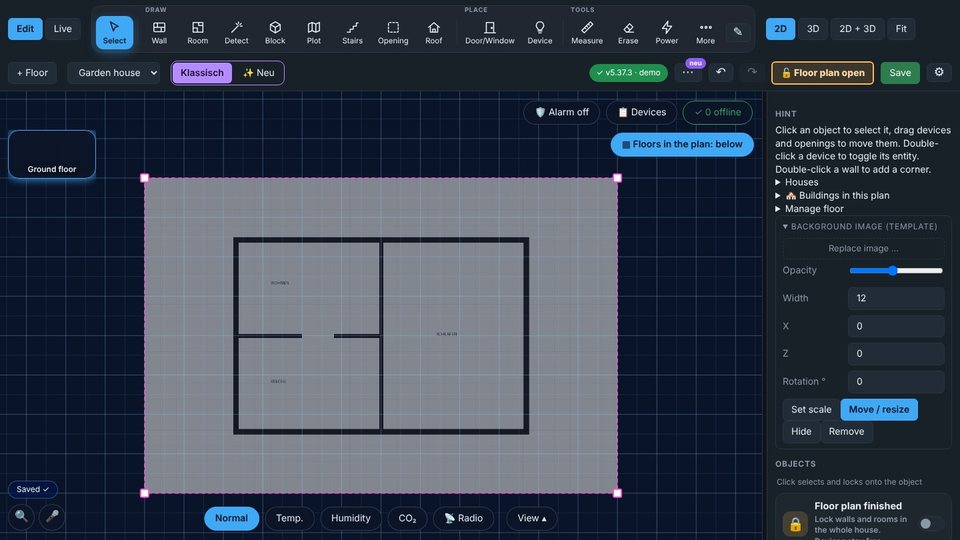 Edit
Live
DRAW
Select
Wall
Room
Detect
Block
Plot
Stairs
Opening
Roof
PLACE
Door/Window
Device
TOOLS
Measure
Erase
Power
More
2D
3D
2D + 3D
Fit
+ Floor
Garden house
Klassisch
✨ Neu
✓ v5.37.3 · demo
neu
Floor plan open
Save
Alarm off
Devices
✓ 0 offline
Floors in the plan: below
Ground floor
HINT
Click an object to select it, drag devices
and openings to move them. Double-
click a device to toggle its entity.
Double-click a wall to add a corner.
Houses
Buildings in this plan
Manage floor
BACKGROUND IMAGE (TEMPLATE)
Replace image ...
Opacity
Width
12
X
0
Z
0
Rotation °
0
Set scale
Move / resize
Hide
Remove
OBJECTS
Click selects and locks onto the object
Floor plan finished
Lock walls and rooms in
the whole house.
Saved ✓
Normal
Temp.
Humidity
CO₂
Radio
View ▴